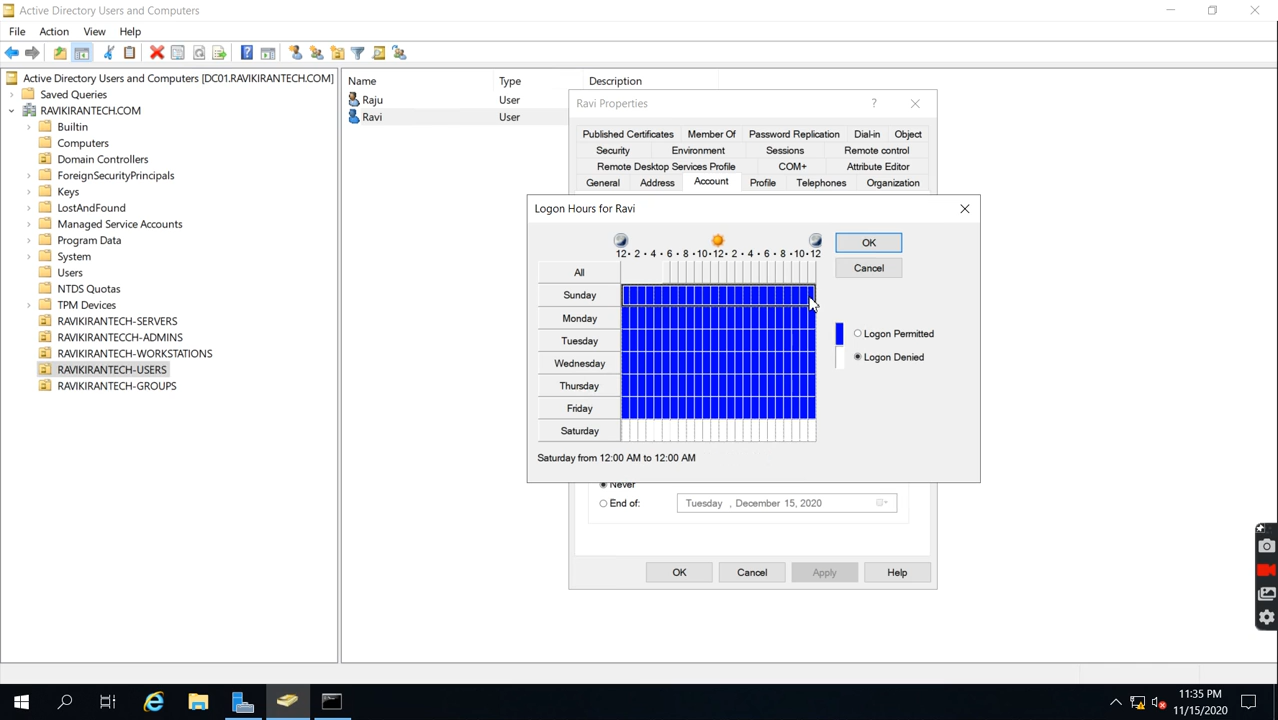 Active Directory Users and Computers
File Action View Help
Active Directory Users and Computers [DC01.RAVIKIRANTECH.COM]
Saved Queries
RAVIKIRANTECH.COM
Builtin
Computers
Domain Controllers
ForeignSecurityPrincipals
Keys
LostAndFound
Managed Service Accounts
Program Data
System
Users
NTDS Quotas
TPM Devices
RAVIKIRANTECH-SERVERS
RAVIKIRANTECCH-ADMINS
RAVIKIRANTECH-WORKSTATIONS
RAVIKIRANTECH-USERS
RAVIKIRANTECH-GROUPS
Name Type Description
Raju User
Ravi User
Ravi Properties
Published Certificates Member Of Password Replication Dial-in Object
Security Environment Sessions Remote control
Remote Desktop Services Profile COM+ Attribute Editor
General Address Account Profile Telephones Organization
Logon Hours for Ravi
12 • 2 • 4 • 6 • 8 • 10 • 12 • 2 • 4 • 6 • 8 • 10 • 12
All
Sunday
Monday
Tuesday
Wednesday
Thursday
Friday
Saturday
OK
Cancel
Logon Permitted
Logon Denied
Saturday from 12:00 AM to 12:00 AM
Never
End of: Tuesday , December 15, 2020
OK Cancel Apply Help
11:35 PM
11/15/2020